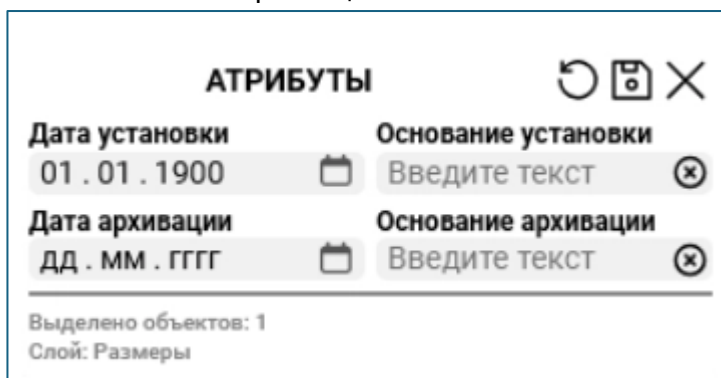 АТРИБУТЫ
Дата установки Основание установки
01 . 01 . 1900 Введите текст
Дата архивации Основание архивации
дд . мм . гггг Введите текст
Выделено объектов: 1
Слой: Размеры